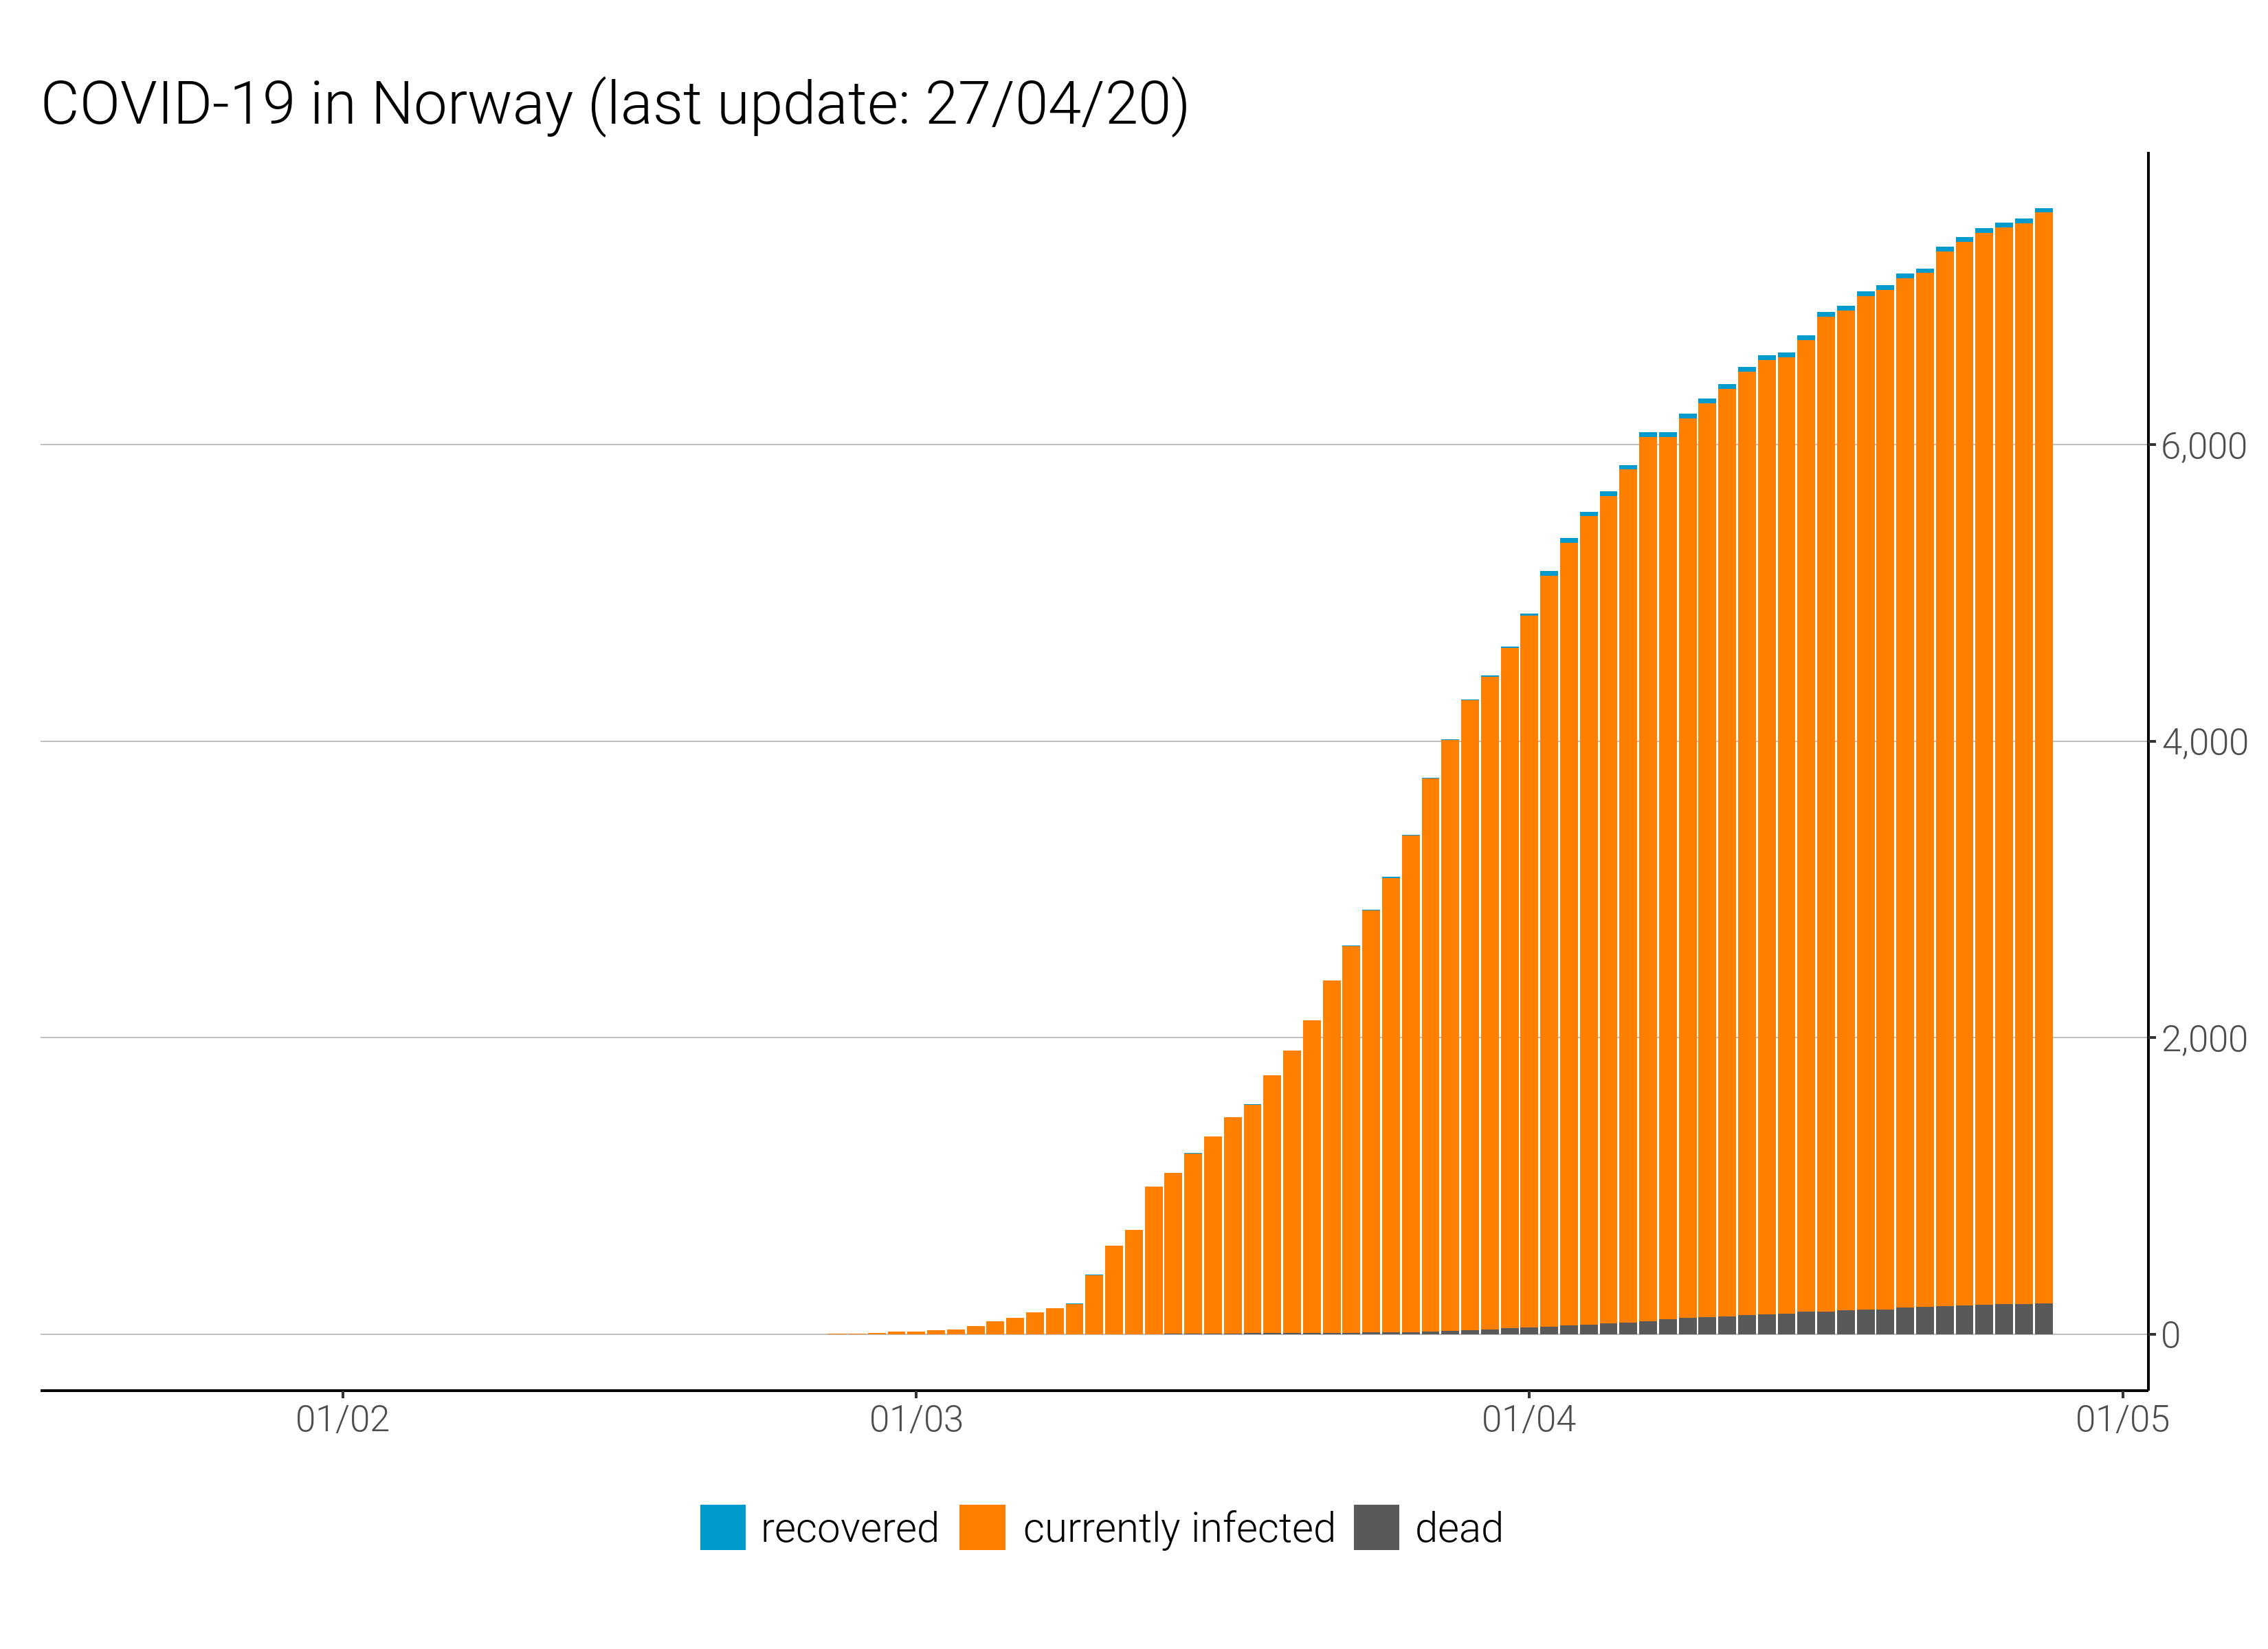 COVID-19 in Norway (last update: 27/04/20)
6,000
4,000
2,000
0
01/02 01/03 01/04 01/05
recovered currently infected dead